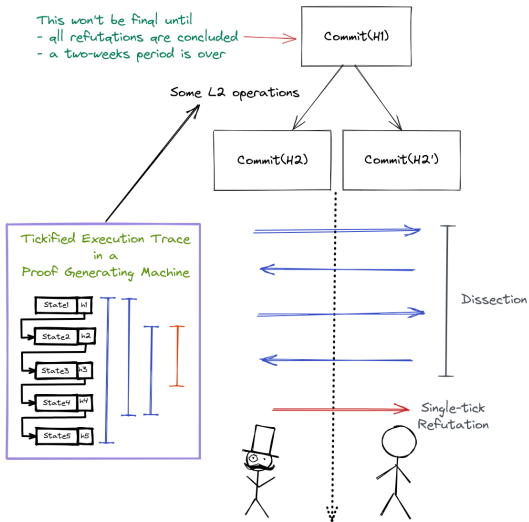 This won't be final until
- all refutations are concluded
- a two-weeks period is over
Commit(H1)
Some L2 operations
Commit(H2)
Commit(H2')
Tickified Execution Trace
in a
Proof Generating Machine
State1 h1
State2 h2
State3 h3
State4 h4
State5 h5
Dissection
Single-tick
Refutation